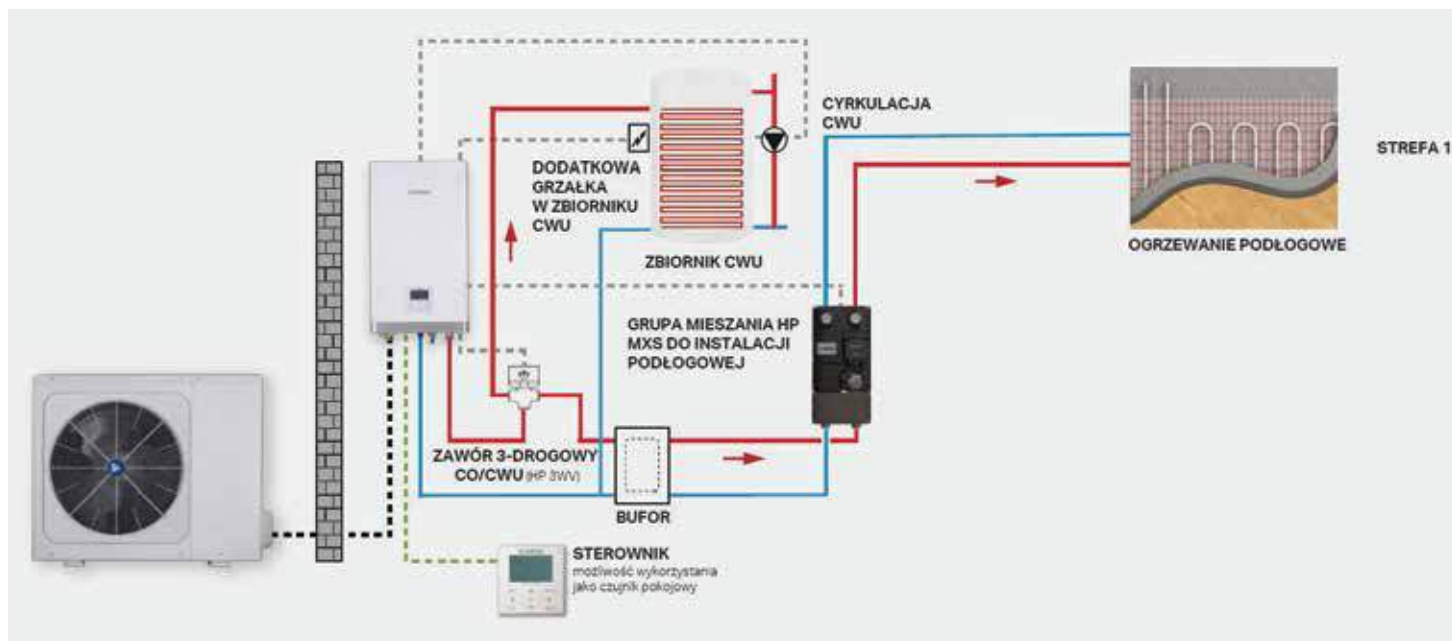 CYRKULACJA
CWU
STREFA 1
DODATKOWA
GRZAŁKA
W ZBIORNIKU
CWU
ZBIORNIK CWU
OGRZEWANIE PODŁOGOWE
GRUPA MIESZANIA HP
MXS DO INSTALACJI
PODŁOGOWEJ
ZAWÓR 3-DROGOWY
CO/CWU (HP 3WV)
BUFOR
STEROWNIK
możliwość wykorzystania
jako czujnik pokojowy